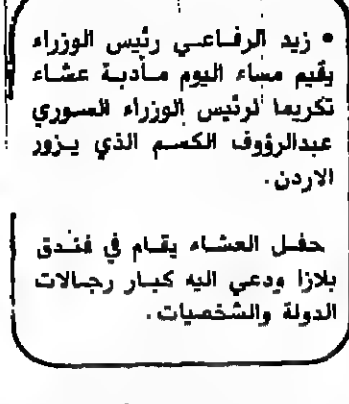 • زيد الرفاعي رئيس الوزراء
يقيم مساء اليوم مأدبة عشاء
تكريما لرئيس الوزراء السوري
عبدالرؤوف الكسم الذي يزور
الاردن.
حفل العشاء يقام في فندق
بلازا ودعي اليه كبار رجالات
الدولة والشخصيات.